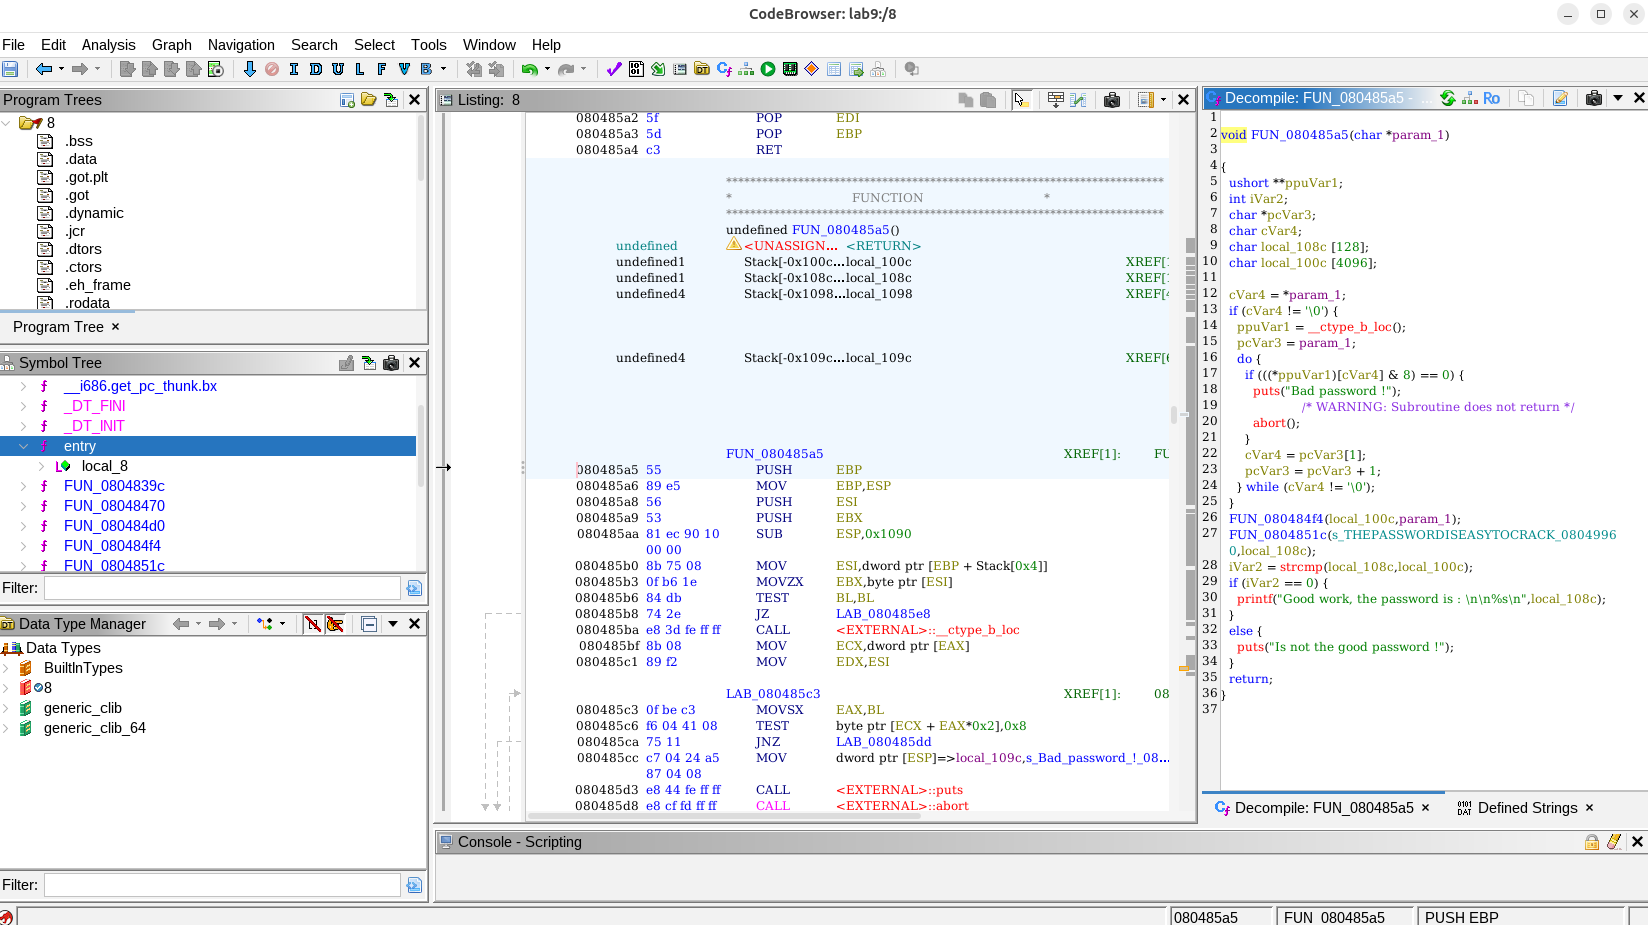 CodeBrowser: lab9:/8
File Edit Analysis Graph Navigation Search Select Tools Window Help
Program Trees
8
.bss
.data
.got.plt
.got
.dynamic
.jcr
.dtors
.ctors
.eh_frame
.rodata
Program Tree ×
Symbol Tree
__i686.get_pc_thunk.bx
_DT_FINI
_DT_INIT
entry
local_8
FUN_0804839c
FUN_08048470
FUN_080484d0
FUN_080484f4
FUN_0804851c
Filter:
Data Type Manager
Data Types
BuiltInTypes
8
generic_clib
generic_clib_64
Filter:
Listing: 8
080485a2 5f POP EDI
080485a3 5d POP EBP
080485a4 c3 RET
* FUNCTION *
undefined FUN_080485a5()
undefined <UNASSIGN... <RETURN>
undefined1 Stack[-0x100c...local_100c XREF[1
undefined1 Stack[-0x108c...local_108c XREF[1
undefined4 Stack[-0x1098...local_1098 XREF[4
undefined4 Stack[-0x109c...local_109c XREF[6
FUN_080485a5 XREF[1]: FU
080485a5 55 PUSH EBP
080485a6 89 e5 MOV EBP,ESP
080485a8 56 PUSH ESI
080485a9 53 PUSH EBX
080485aa 81 ec 90 10 SUB ESP,0x1090
00 00
080485b0 8b 75 08 MOV ESI,dword ptr [EBP + Stack[0x4]]
080485b3 0f b6 1e MOVZX EBX,byte ptr [ESI]
080485b6 84 db TEST BL,BL
080485b8 74 2e JZ LAB_080485e8
080485ba e8 3d fe ff ff CALL <EXTERNAL>::__ctype_b_loc
080485bf 8b 08 MOV ECX,dword ptr [EAX]
080485c1 89 f2 MOV EDX,ESI
LAB_080485c3 XREF[1]: 08
080485c3 0f be c3 MOVSX EAX,BL
080485c6 f6 04 41 08 TEST byte ptr [ECX + EAX*0x2],0x8
080485ca 75 11 JNZ LAB_080485dd
080485cc c7 04 24 a5 MOV dword ptr [ESP]=>local_109c,s_Bad_password_!_08...
87 04 08
080485d3 e8 44 fe ff ff CALL <EXTERNAL>::puts
080485d8 e8 cf fd ff ff CALL <EXTERNAL>::abort
Decompile: FUN_080485a5 - ...
1
2 void FUN_080485a5(char *param_1)
3
4 {
5 ushort **ppuVar1;
6 int iVar2;
7 char *pcVar3;
8 char cVar4;
9 char local_108c [128];
10 char local_100c [4096];
11
12 cVar4 = *param_1;
13 if (cVar4 != '\0') {
14 ppuVar1 = __ctype_b_loc();
15 pcVar3 = param_1;
16 do {
17 if (((*ppuVar1)[cVar4] & 8) == 0) {
18 puts("Bad password !");
19 /* WARNING: Subroutine does not return */
20 abort();
21 }
22 cVar4 = pcVar3[1];
23 pcVar3 = pcVar3 + 1;
24 } while (cVar4 != '\0');
25 }
26 FUN_080484f4(local_100c,param_1);
27 FUN_0804851c(s_THEPASSWORDISEASYTOCRACK_0804996
0,local_108c);
28 iVar2 = strcmp(local_108c,local_100c);
29 if (iVar2 == 0) {
30 printf("Good work, the password is : \n\n%s\n",local_108c);
31 }
32 else {
33 puts("Is not the good password !");
34 }
35 return;
36 }
37
Decompile: FUN_080485a5 × Defined Strings ×
Console - Scripting
080485a5 FUN_080485a5 PUSH EBP